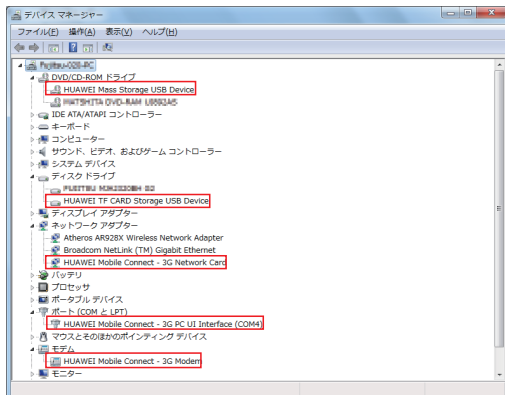 デバイス マネージャー
ファイル(F) 操作(A) 表示(V) ヘルプ(H)
DVD/CD-ROM ドライブ
HUAWEI Mass Storage USB Device
IDE ATA/ATAPI コントローラー
キーボード
コンピューター
サウンド、ビデオ、およびゲーム コントローラー
システム デバイス
ディスク ドライブ
HUAWEI TF CARD Storage USB Device
ディスプレイ アダプター
ネットワーク アダプター
Atheros AR928X Wireless Network Adapter
Broadcom NetLink (TM) Gigabit Ethernet
HUAWEI Mobile Connect - 3G Network Card
バッテリ
プロセッサ
ポータブル デバイス
ポート (COM と LPT)
HUAWEI Mobile Connect - 3G PC UI Interface (COM4)
マウスとそのほかのポインティング デバイス
モデム
HUAWEI Mobile Connect - 3G Modem
モニター